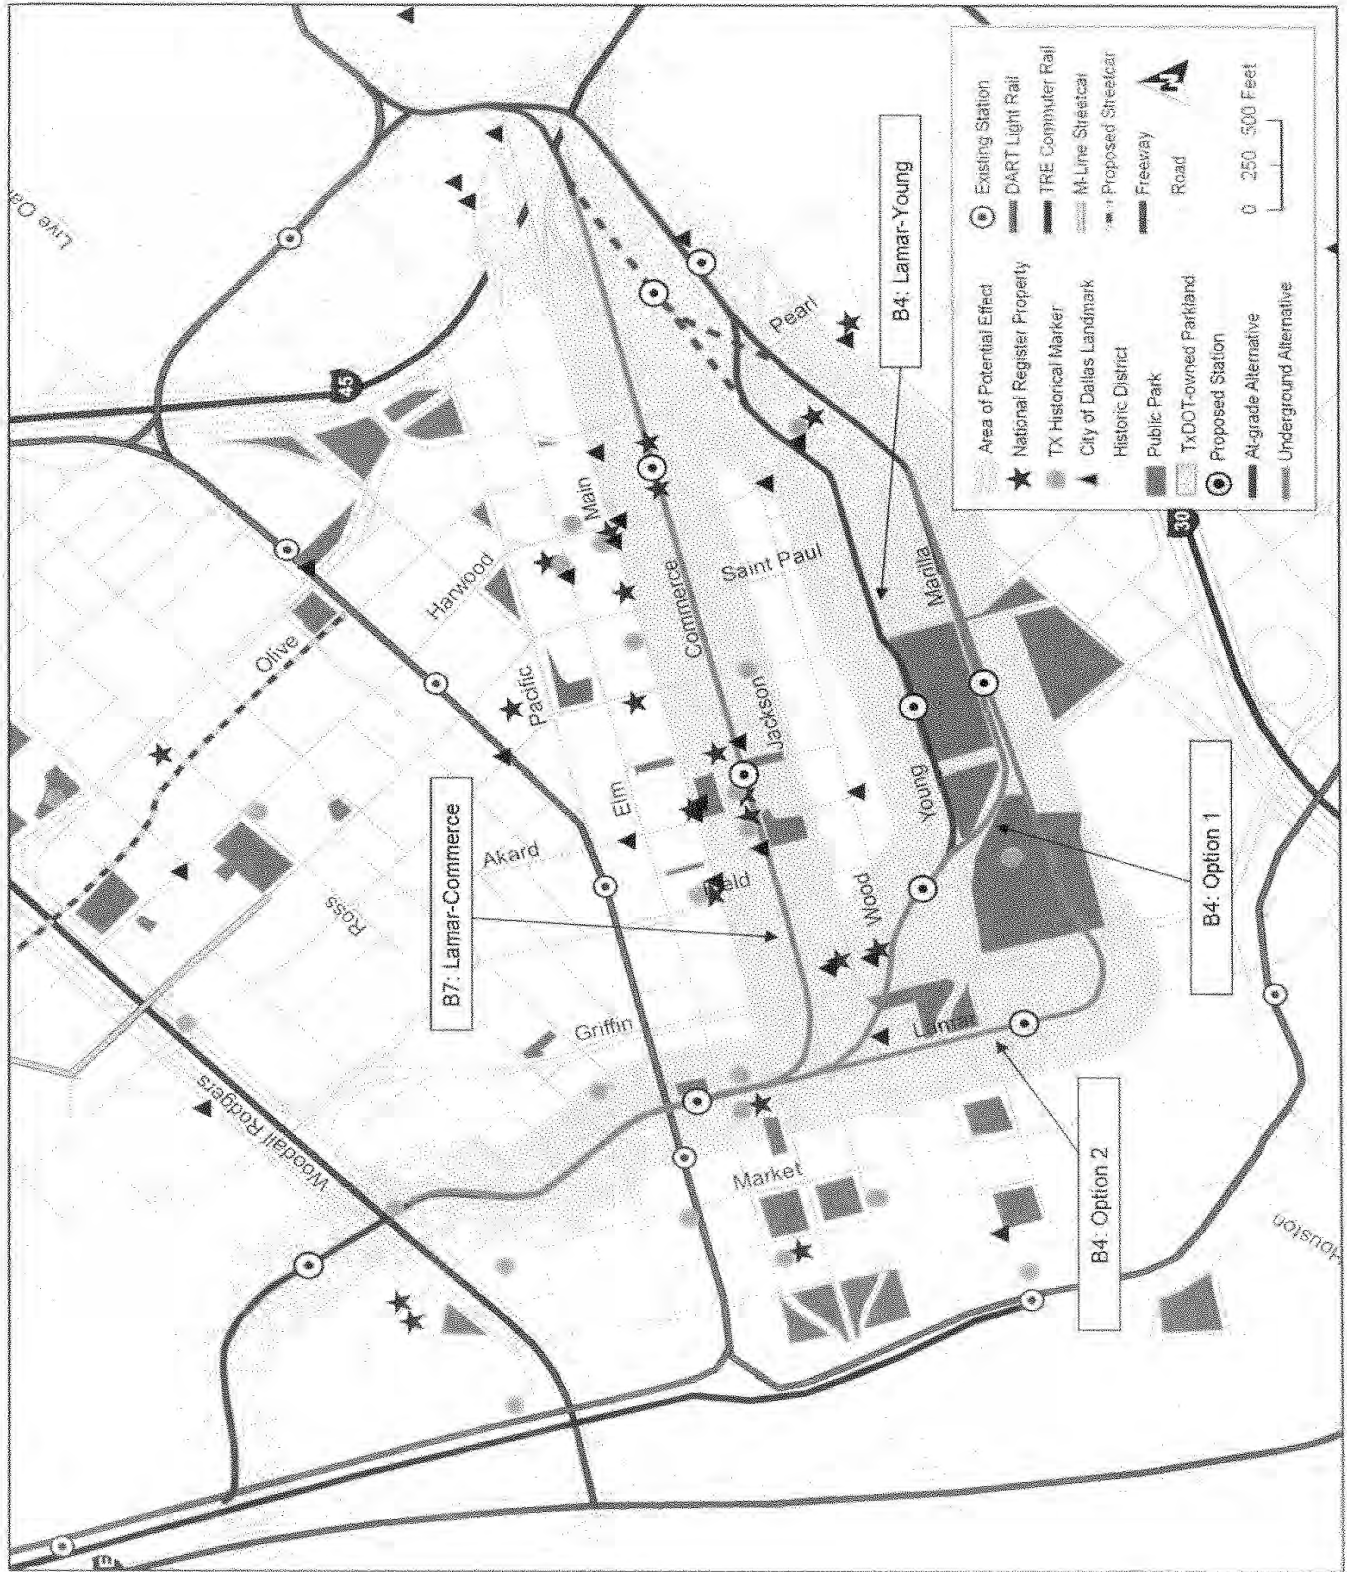 Live Oa
45
Olive
Harwood
Main
Pacific
Elm
Akard
Ross
Commerce
Saint Paul
Jackson
Pearl
Marilla
Young
Wood
Griffin
Lamar
Market
Woodall Rodgers
Houston
30
E
B7: Lamar-Commerce
B4: Lamar-Young
B4: Option 1
B4: Option 2
Area of Potential Effect
National Register Property
TX Historical Marker
City of Dallas Landmark
Historic District
Public Park
TxDOT-owned Parkland
Proposed Station
At-grade Alternative
Underground Alternative
Existing Station
DART Light Rail
TRE Commuter Rail
M-Line Streetcar
Proposed Streetcar
Freeway
Road
N
0 250 500 Feet